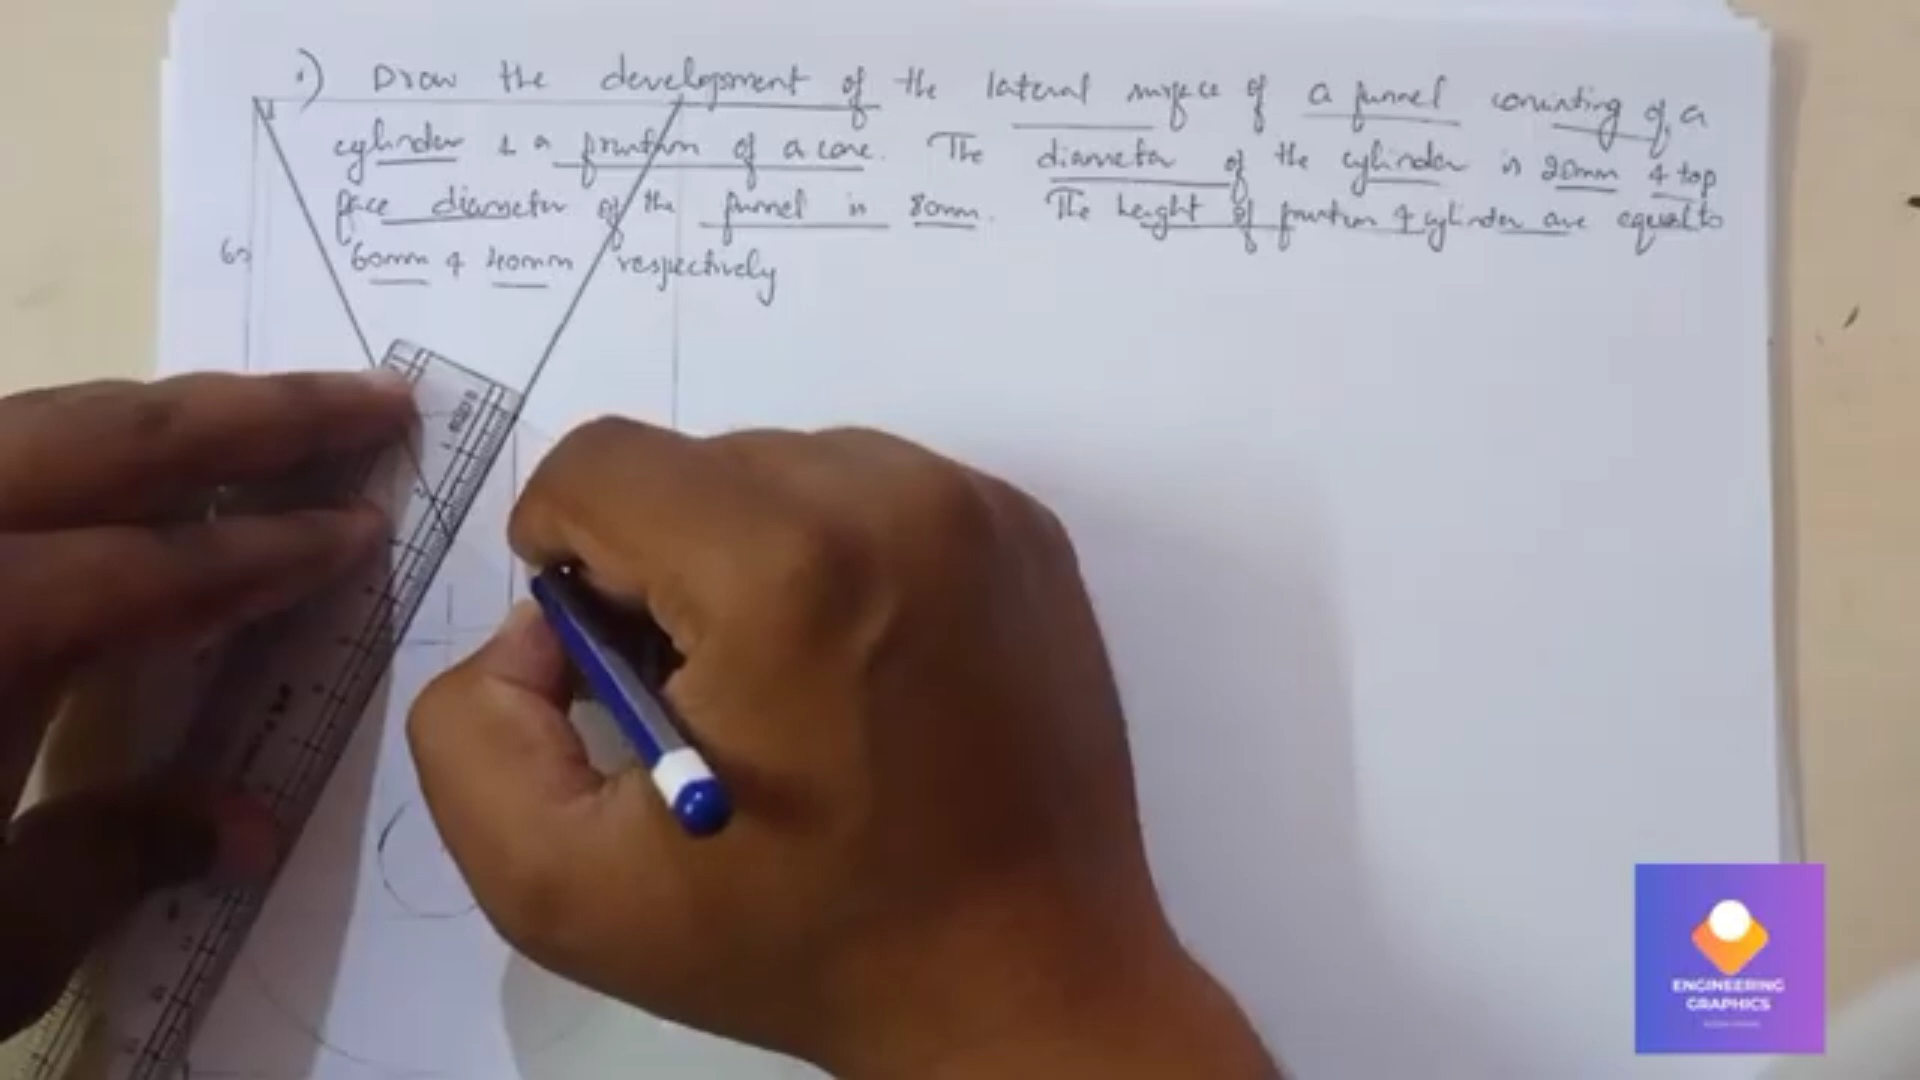 1) Draw the development of the lateral surface of a funnel consisting of a
cylinder & a frustum of a cone. The diameter of the cylinder is 20mm & top
face diameter of the funnel is 80mm. The height of frustum & cylinder are equal to
60mm & 40mm respectively
60
ENGINEERING
GRAPHICS